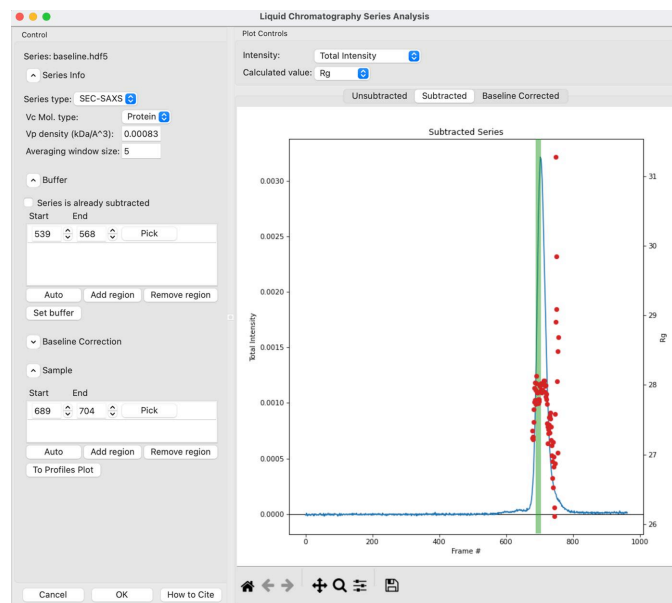 Liquid Chromatography Series Analysis
Control
Series: baseline.hdf5
Series Info
Series type: SEC-SAXS
Vc Mol. type: Protein
Vp density (kDa/A^3): 0.00083
Averaging window size: 5
Buffer
Series is already subtracted
Start End
539 568 Pick
Auto Add region Remove region
Set buffer
Baseline Correction
Sample
Start End
689 704 Pick
Auto Add region Remove region
To Profiles Plot
Cancel OK How to Cite
Plot Controls
Intensity: Total Intensity
Calculated value: Rg
Unsubtracted Subtracted Baseline Corrected
Subtracted Series
0.0030
0.0025
0.0020
0.0015
0.0010
0.0005
0.0000
Total Intensity
31
30
29
28
27
26
Rg
0 200 400 600 800 1000
Frame #